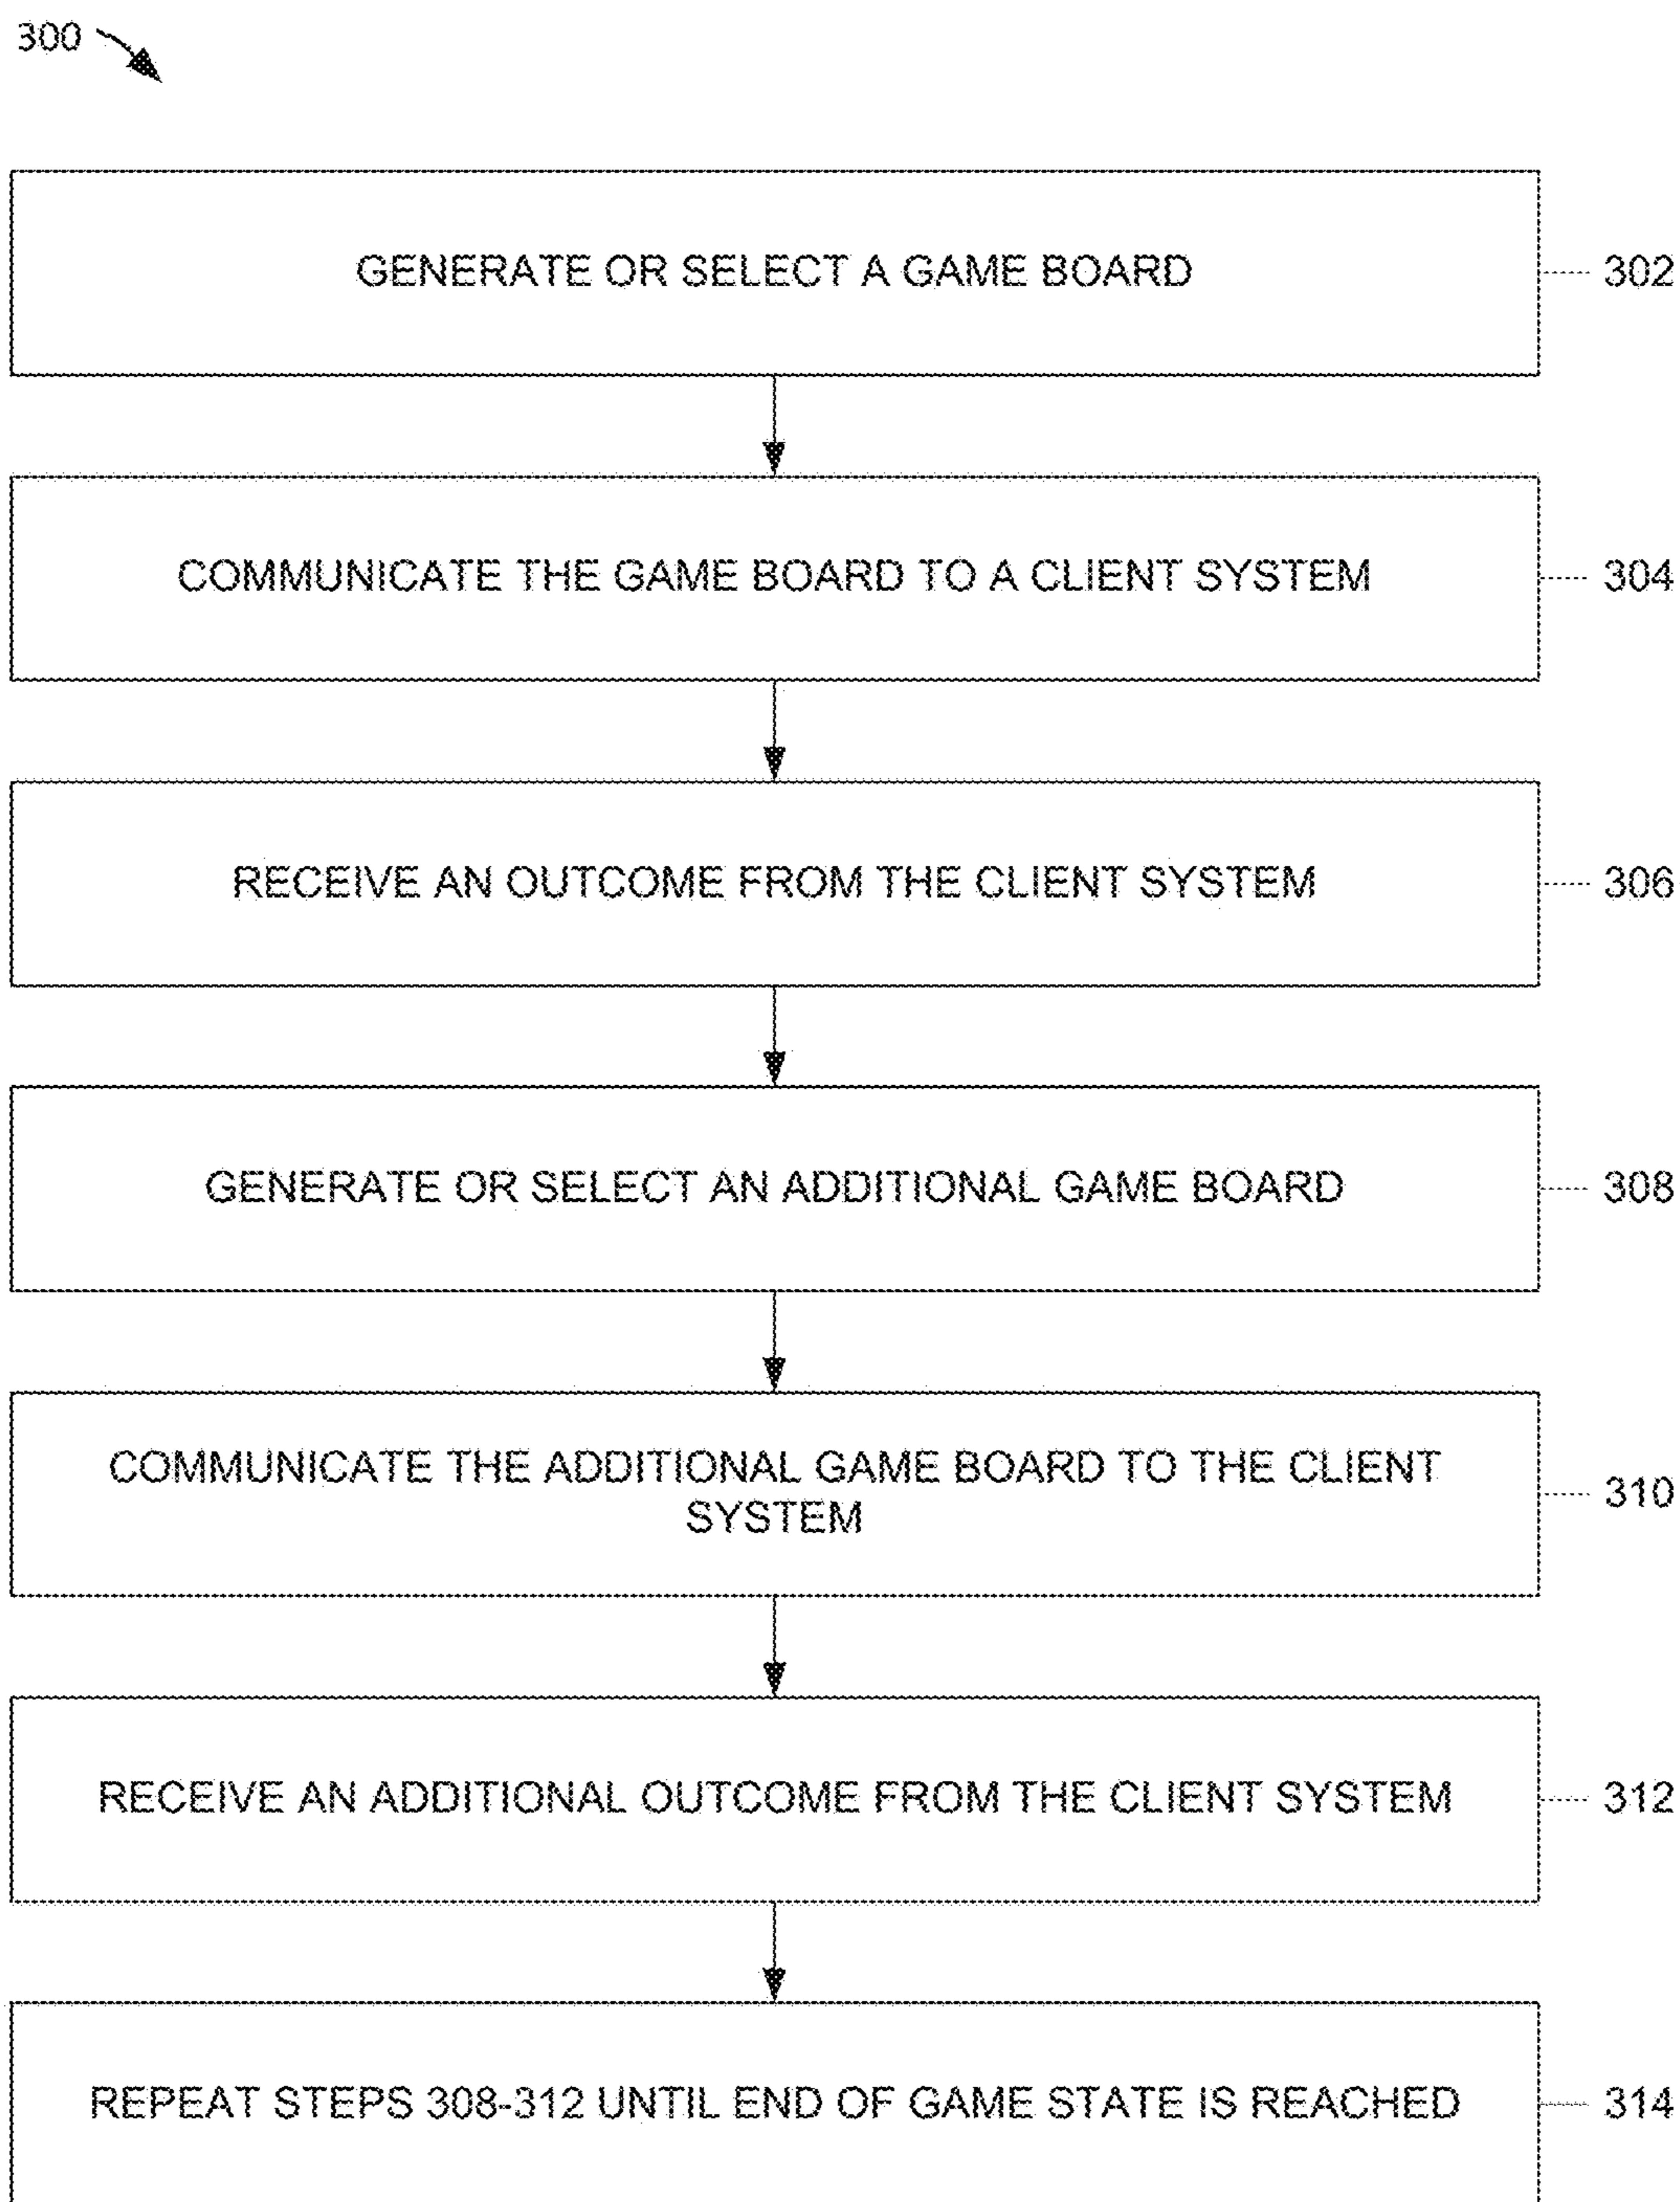 300
GENERATE OR SELECT A GAME BOARD
302
COMMUNICATE THE GAME BOARD TO A CLIENT SYSTEM
304
RECEIVE AN OUTCOME FROM THE CLIENT SYSTEM
306
GENERATE OR SELECT AN ADDITIONAL GAME BOARD
308
COMMUNICATE THE ADDITIONAL GAME BOARD TO THE CLIENT
SYSTEM
310
RECEIVE AN ADDITIONAL OUTCOME FROM THE CLIENT SYSTEM
312
REPEAT STEPS 308-312 UNTIL END OF GAME STATE IS REACHED
314